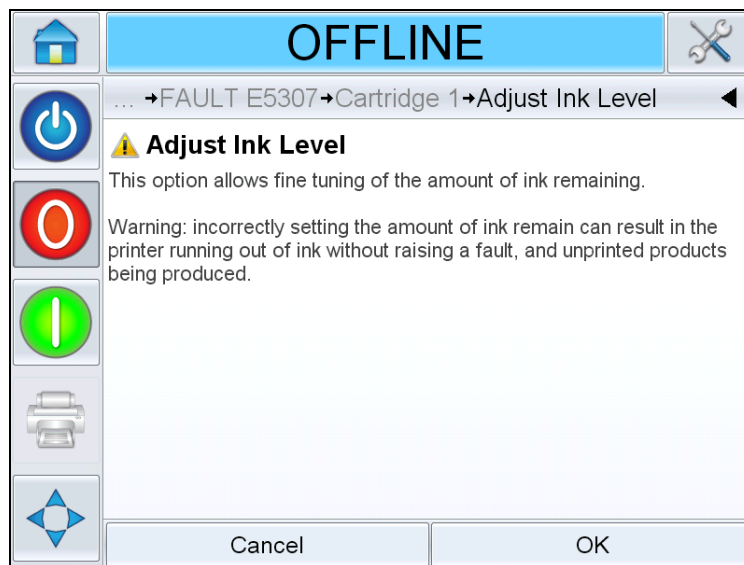 OFFLINE
... →FAULT E5307→Cartridge 1→Adjust Ink Level
Adjust Ink Level
This option allows fine tuning of the amount of ink remaining.
Warning: incorrectly setting the amount of ink remain can result in the
printer running out of ink without raising a fault, and unprinted products
being produced.
Cancel
OK